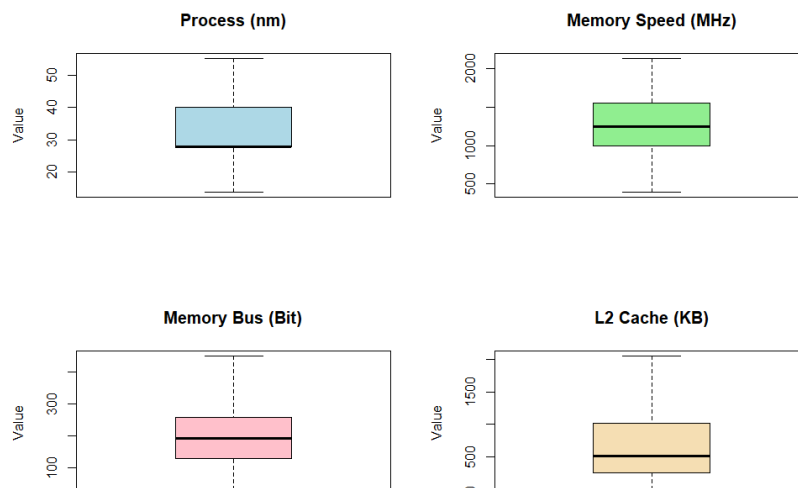 Process (nm)
Value
50
40
30
20
Memory Speed (MHz)
Value
2000
1000
500
Memory Bus (Bit)
Value
300
100
L2 Cache (KB)
Value
1500
500